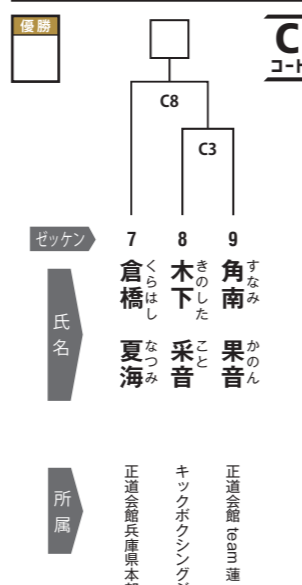 優勝
C
コート
C8
C3
ゼッケン
7 8 9
氏名
倉橋 夏海
くらはし なつみ
木下 采音
きのした こと
角南 果音
すなみ かのん
所属
正道会館兵庫県本部
キックボクシングジ
正道会館 team 蓮